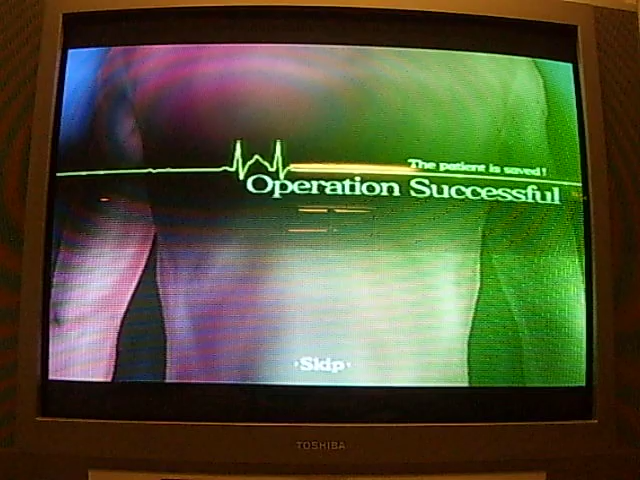 The patient is saved!
Operation Successful
·Skip·
TOSHIBA